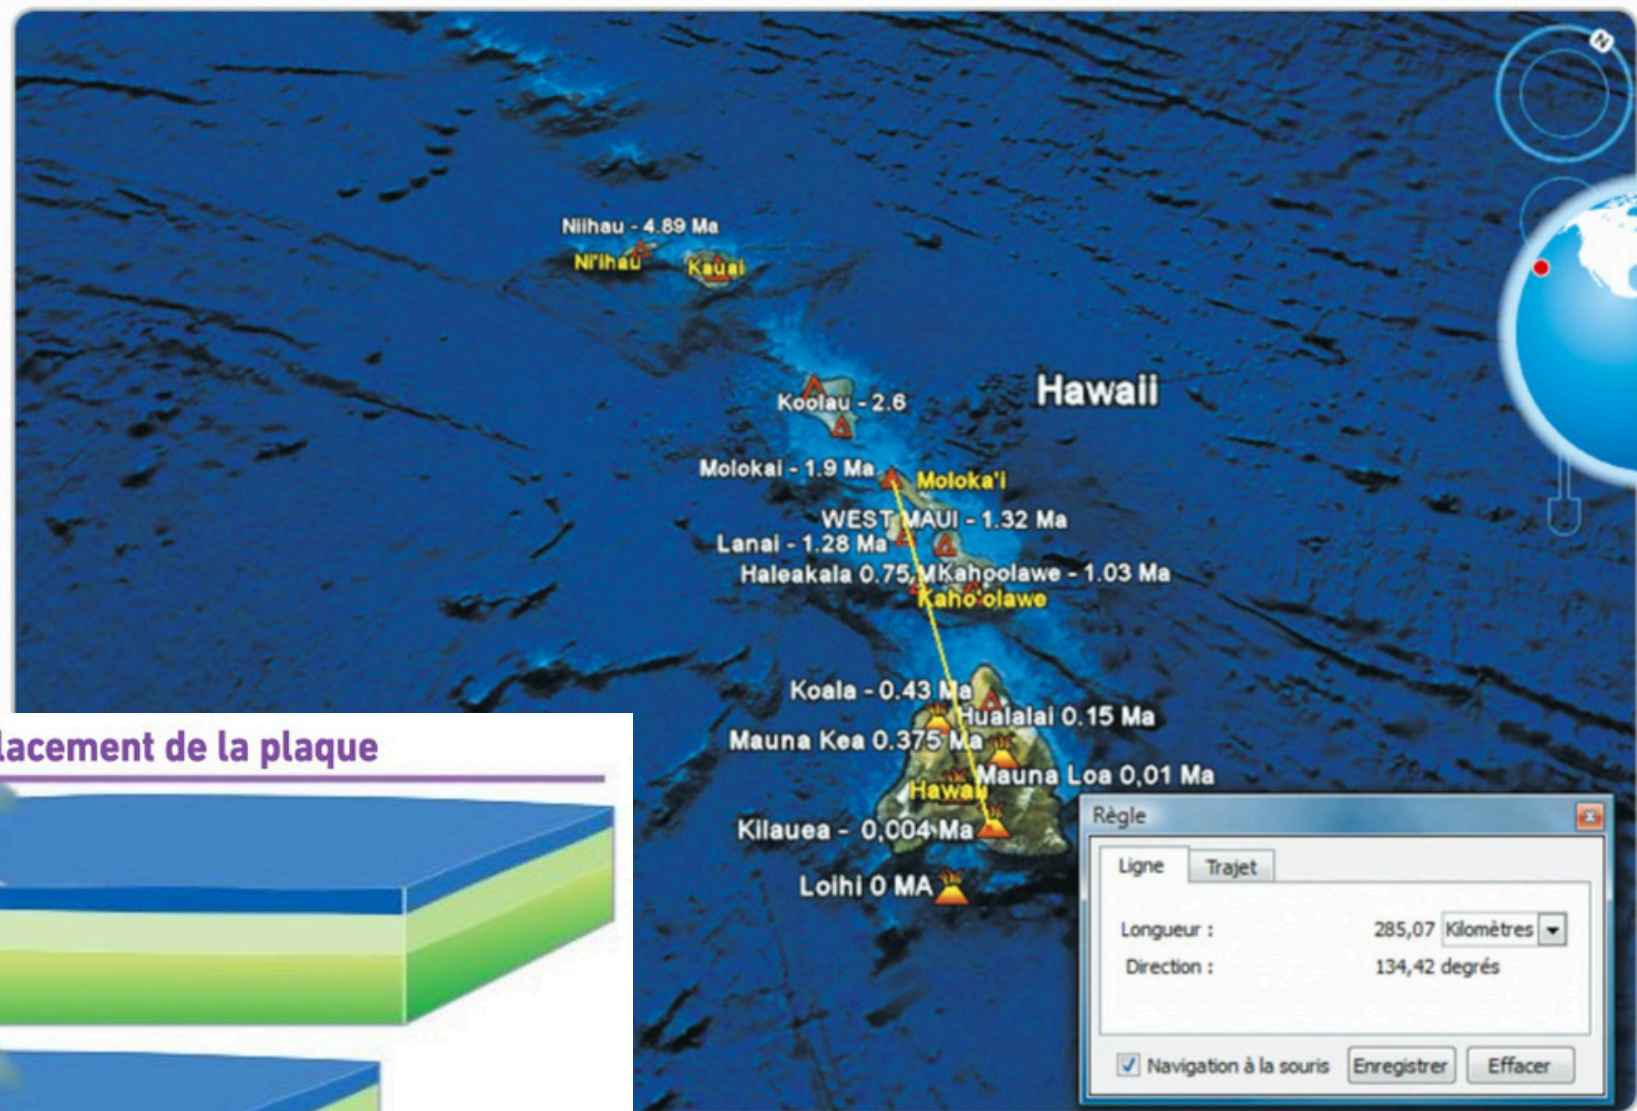 N
Niihau - 4.89 Ma
Ni'ihau
Kauai
Hawaii
Koolau - 2.6
Molokai - 1.9 Ma
Moloka'i
WEST MAUI - 1.32 Ma
Lanai - 1.28 Ma
Haleakala 0.75 M
Kahoolawe - 1.03 Ma
Kaho'olawe
Koala - 0.43 Ma
Hualalai 0.15 Ma
Mauna Kea 0.375 Ma
Mauna Loa 0,01 Ma
Hawaii
Kilauea - 0,004 Ma
Loihi 0 MA
lacement de la plaque
Règle
Ligne
Trajet
Longueur : 285,07 Kilomètres
Direction : 134,42 degrés
Navigation à la souris
Enregistrer
Effacer